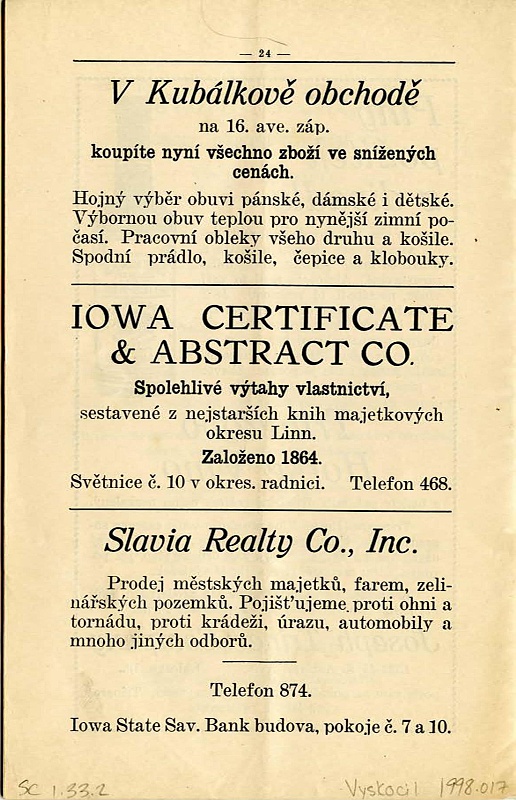 — 24 —
V Kubálkově obchodě
na 16. ave. záp.
koupíte nyní všechno zboží ve snížených
cenách.
Hojný výběr obuvi pánské, dámské i dětské.
Výbornou obuv teplou pro nynější zimní po-
časí. Pracovní obleky všeho druhu a košile.
Spodní prádlo, košile, čepice a klobouky.
IOWA CERTIFICATE
& ABSTRACT CO.
Spolehlivé výtahy vlastnictví,
sestavené z nejstarších knih majetkových
okresu Linn.
Založeno 1864.
Světnice č. 10 v okres. radnici. Telefon 468.
Slavia Realty Co., Inc.
Prodej městských majetků, farem, zeli-
nářských pozemků. Pojišťujeme proti ohni a
tornádu, proti krádeži, úrazu, automobily a
mnoho jiných odborů.
Telefon 874.
Iowa State Sav. Bank budova, pokoje č. 7 a 10.
SC 1.33.2 Vyskocil 1998.017